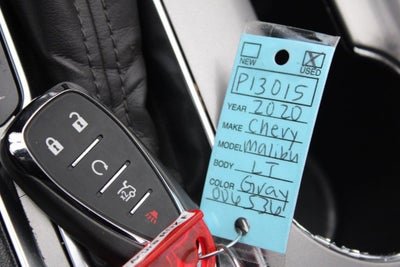 NEW X USED
P13015
YEAR 2020
MAKE Chevy
MODEL Malibu
BODY LT
COLOR Gray